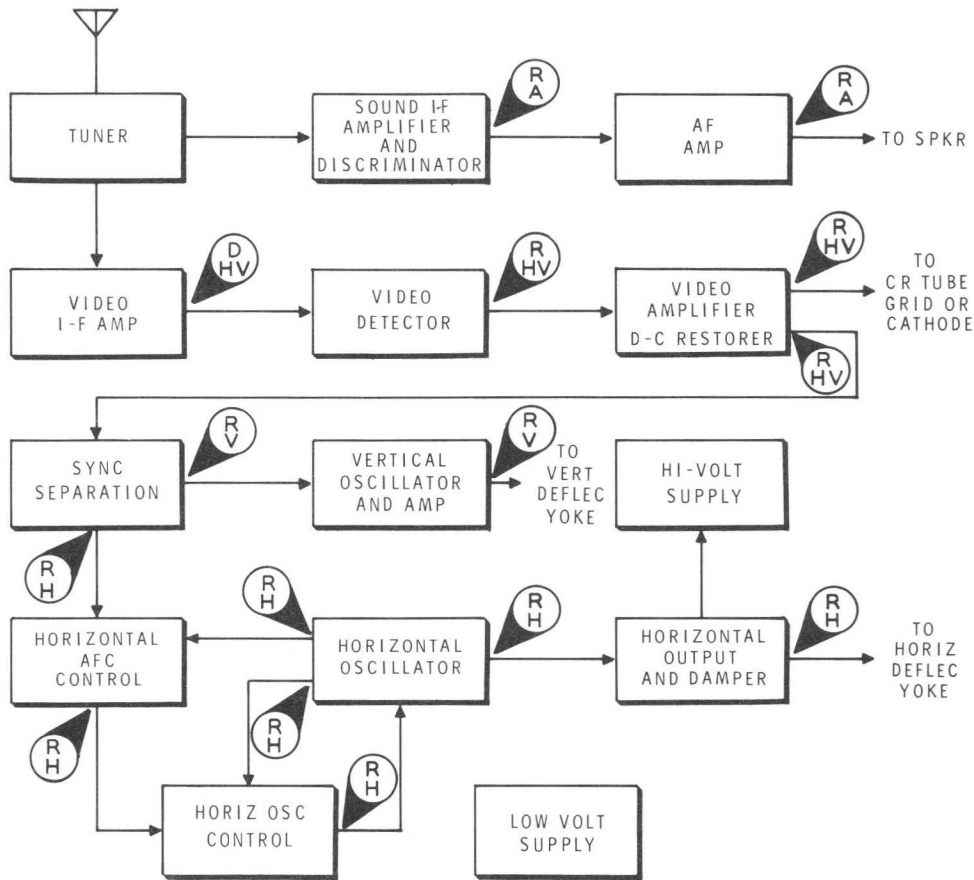 R
A
R
A
TUNER
SOUND I-F
AMPLIFIER
AND
DISCRIMINATOR
AF
AMP
TO SPKR
D
HV
R
HV
R
HV
VIDEO
I-F AMP
VIDEO
DETECTOR
VIDEO
AMPLIFIER
D-C RESTORER
TO
CR TUBE
GRID OR
CATHODE
R
HV
R
V
R
V
SYNC
SEPARATION
VERTICAL
OSCILLATOR
AND AMP
TO
VERT
DEFLEC
YOKE
HI-VOLT
SUPPLY
R
H
R
H
R
H
R
H
HORIZONTAL
AFC
CONTROL
HORIZONTAL
OSCILLATOR
HORIZONTAL
OUTPUT
AND DAMPER
TO
HORIZ
DEFLEC
YOKE
R
H
R
H
R
H
HORIZ OSC
CONTROL
LOW VOLT
SUPPLY